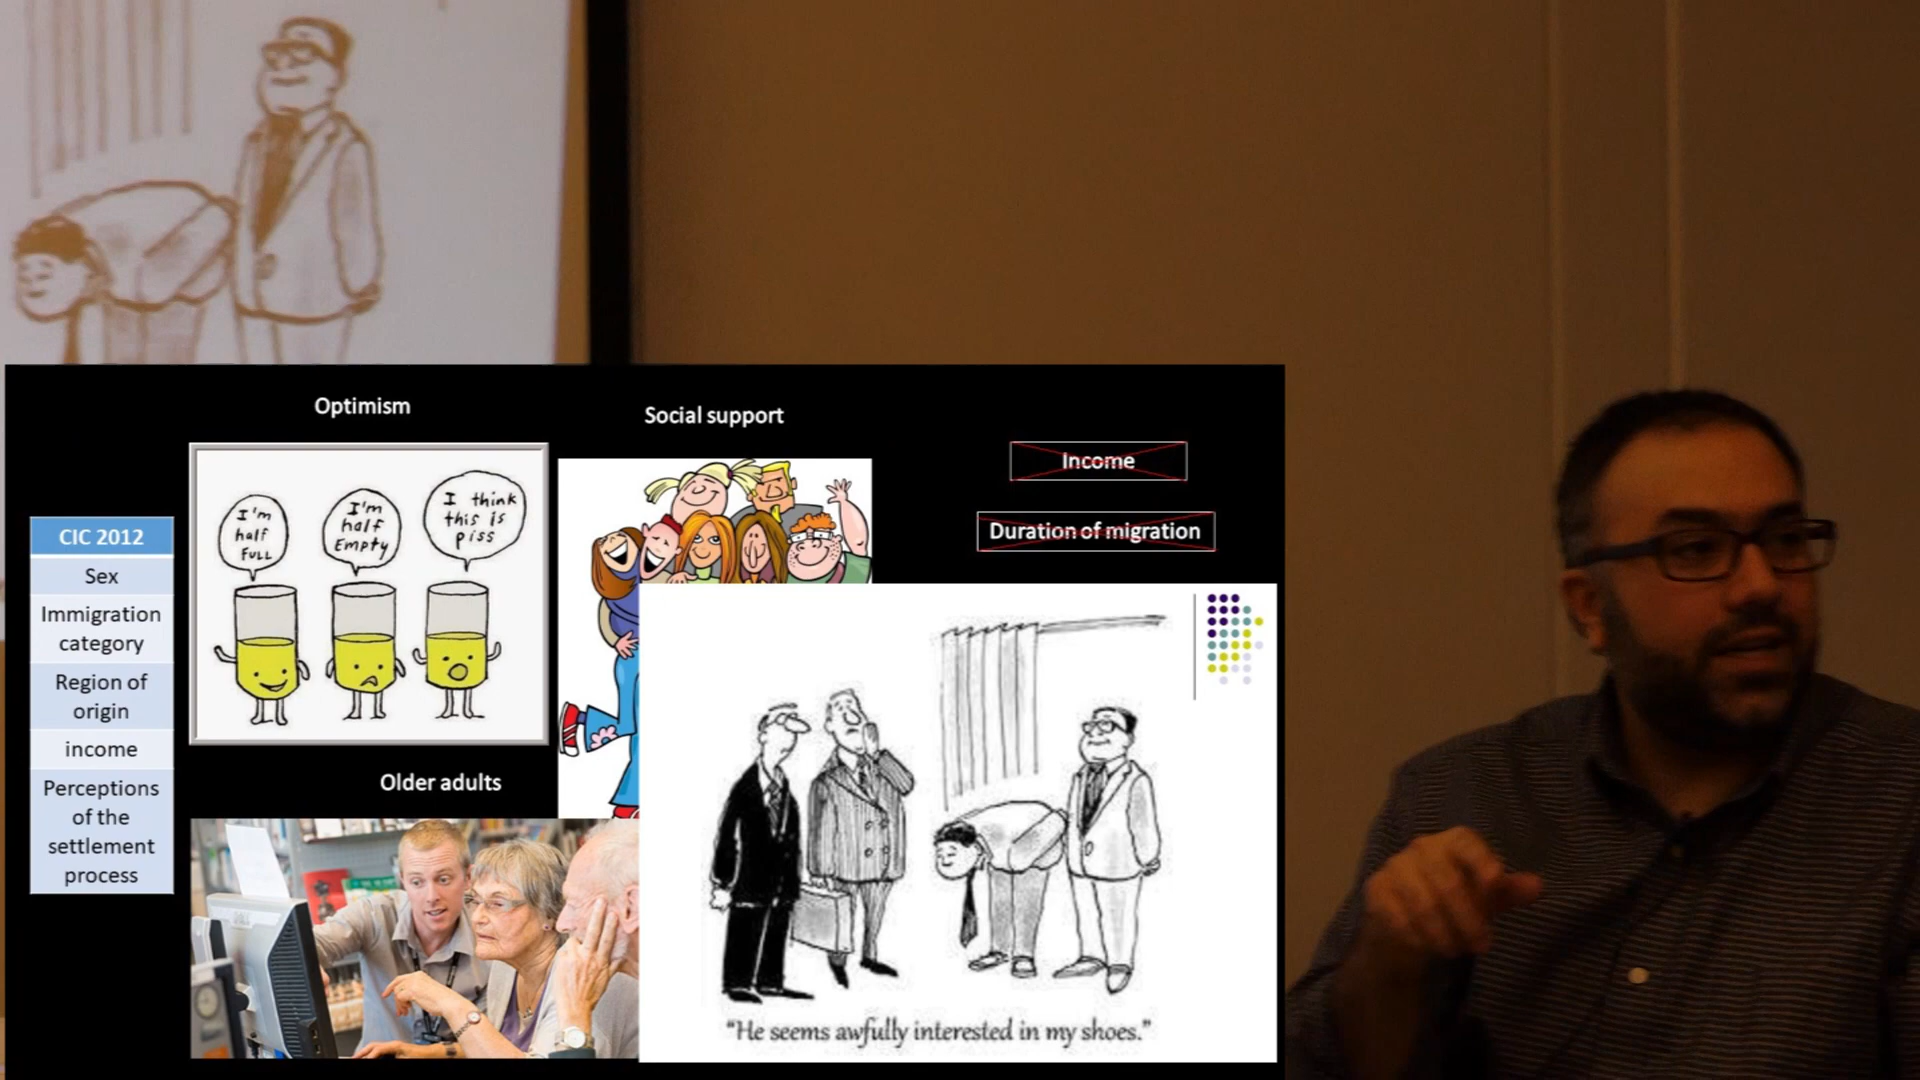 Optimism
Social support
Income
Duration of migration
CIC 2012
Sex
Immigration
category
Region of
origin
income
Perceptions
of the
settlement
process
I'm
half
FULL
I'm
half
Empty
I think
this is
piss
Older adults
"He seems awfully interested in my shoes."